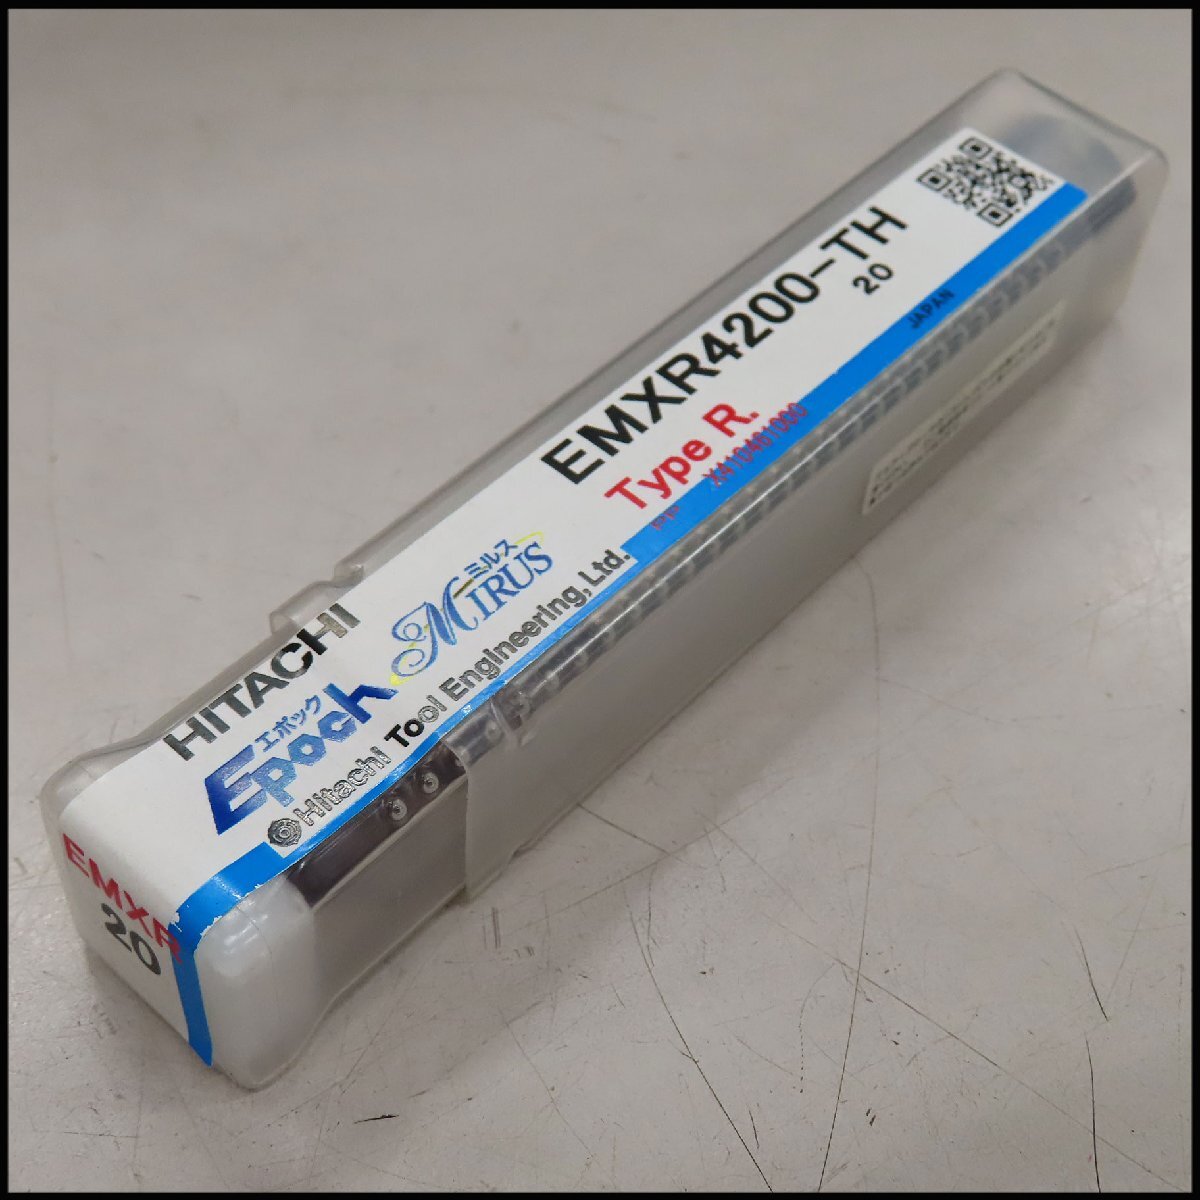 HITACHI
エポック
Epoch
ミルス
MIRUS
Hitachi Tool Engineering,Ltd.
EMXR4200-TH
20
Type R.
JAPAN
EMXR
20